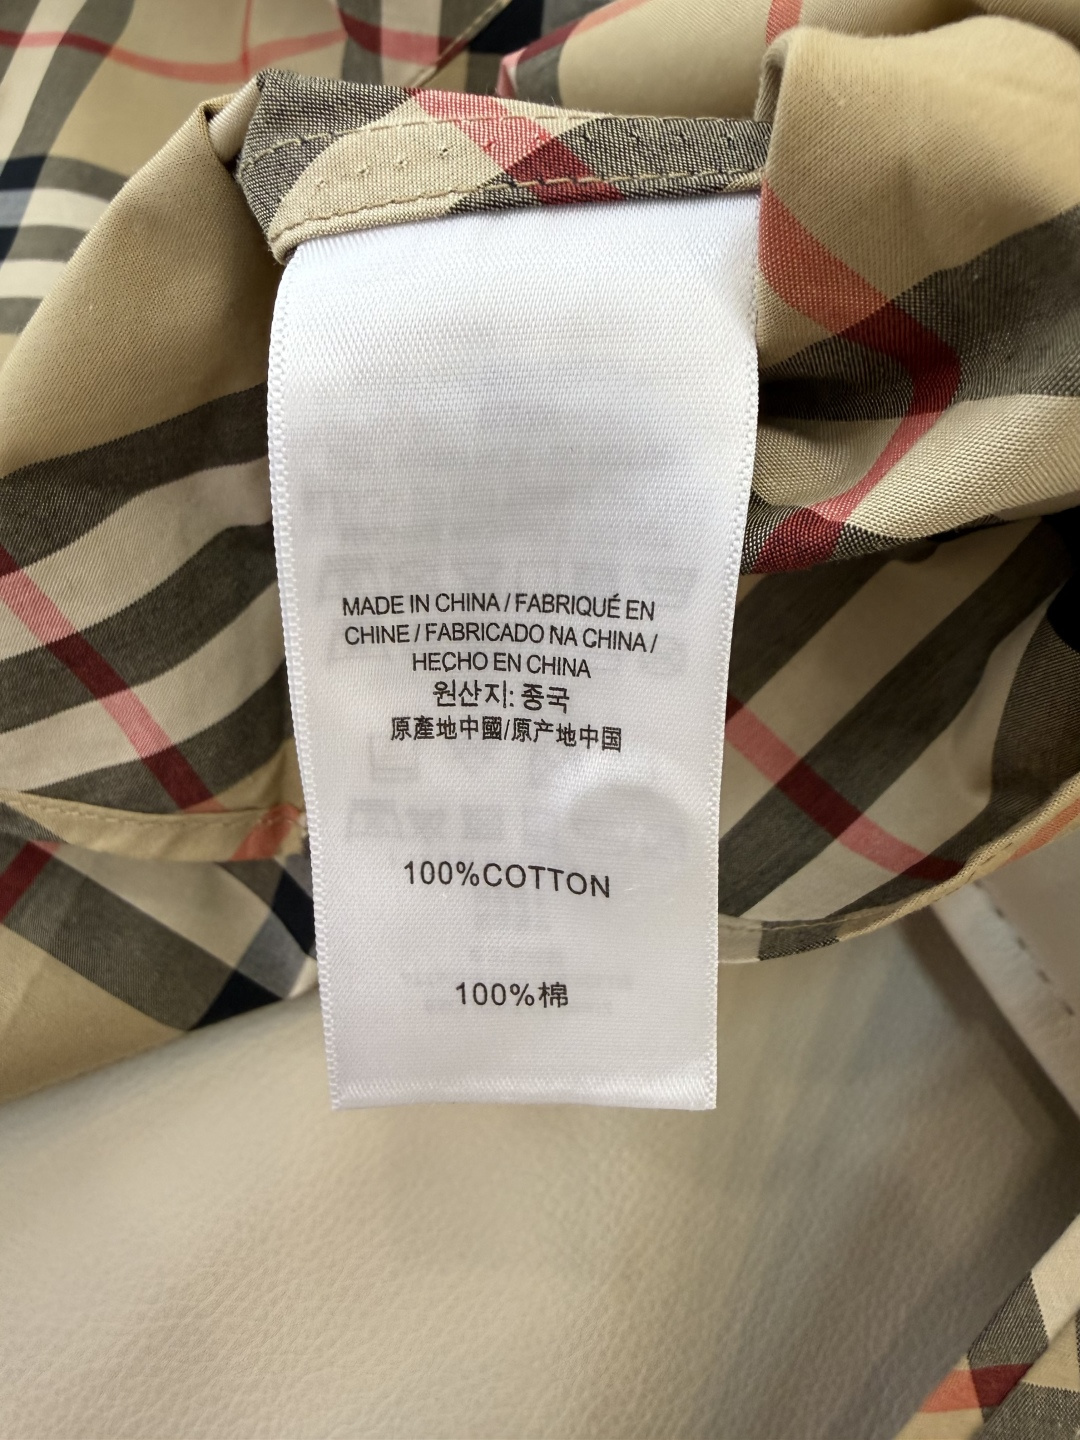 MADE IN CHINA / FABRIQUÉ EN
CHINE / FABRICADO NA CHINA /
HECHO EN CHINA
원산지: 중국
原產地中國/原产地中国
100%COTTON
100%棉